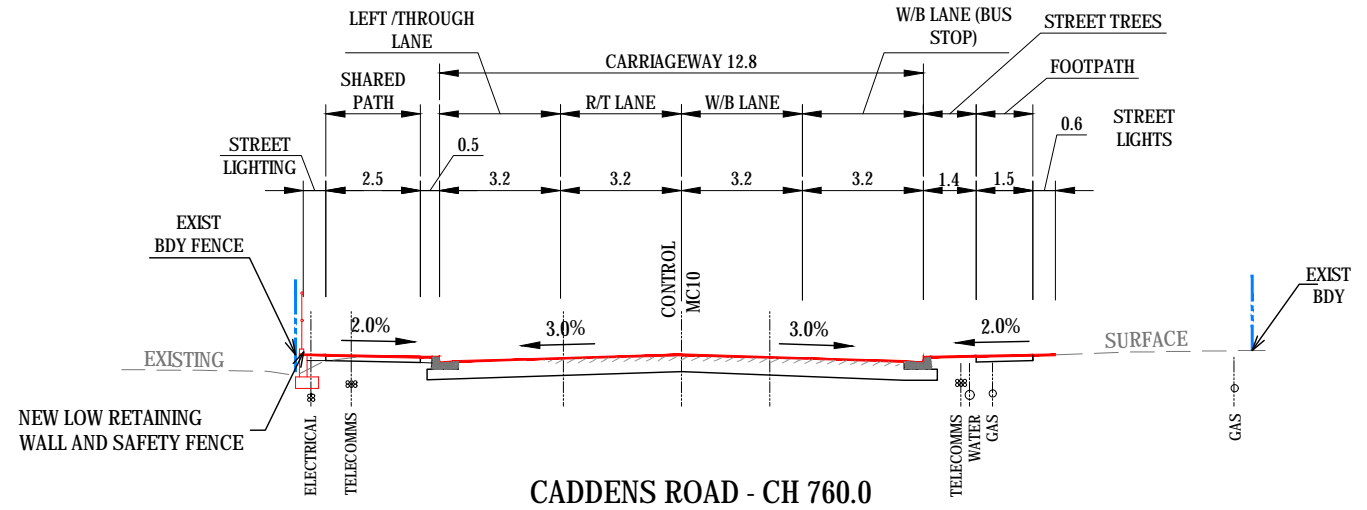 LEFT /THROUGH
LANE
W/B LANE (BUS
STOP)
STREET TREES
CARRIAGEWAY 12.8
FOOTPATH
SHARED
PATH
R/T LANE
W/B LANE
0.6
STREET
LIGHTS
STREET
LIGHTING
0.5
2.5
3.2
3.2
3.2
3.2
1.4
1.5
EXIST
BDY FENCE
CONTROL
MC10
EXIST
BDY
2.0%
3.0%
3.0%
2.0%
EXISTING
SURFACE
NEW LOW RETAINING
WALL AND SAFETY FENCE
ELECTRICAL
TELECOMMS
TELECOMMS
WATER
GAS
GAS
CADDENS ROAD - CH 760.0